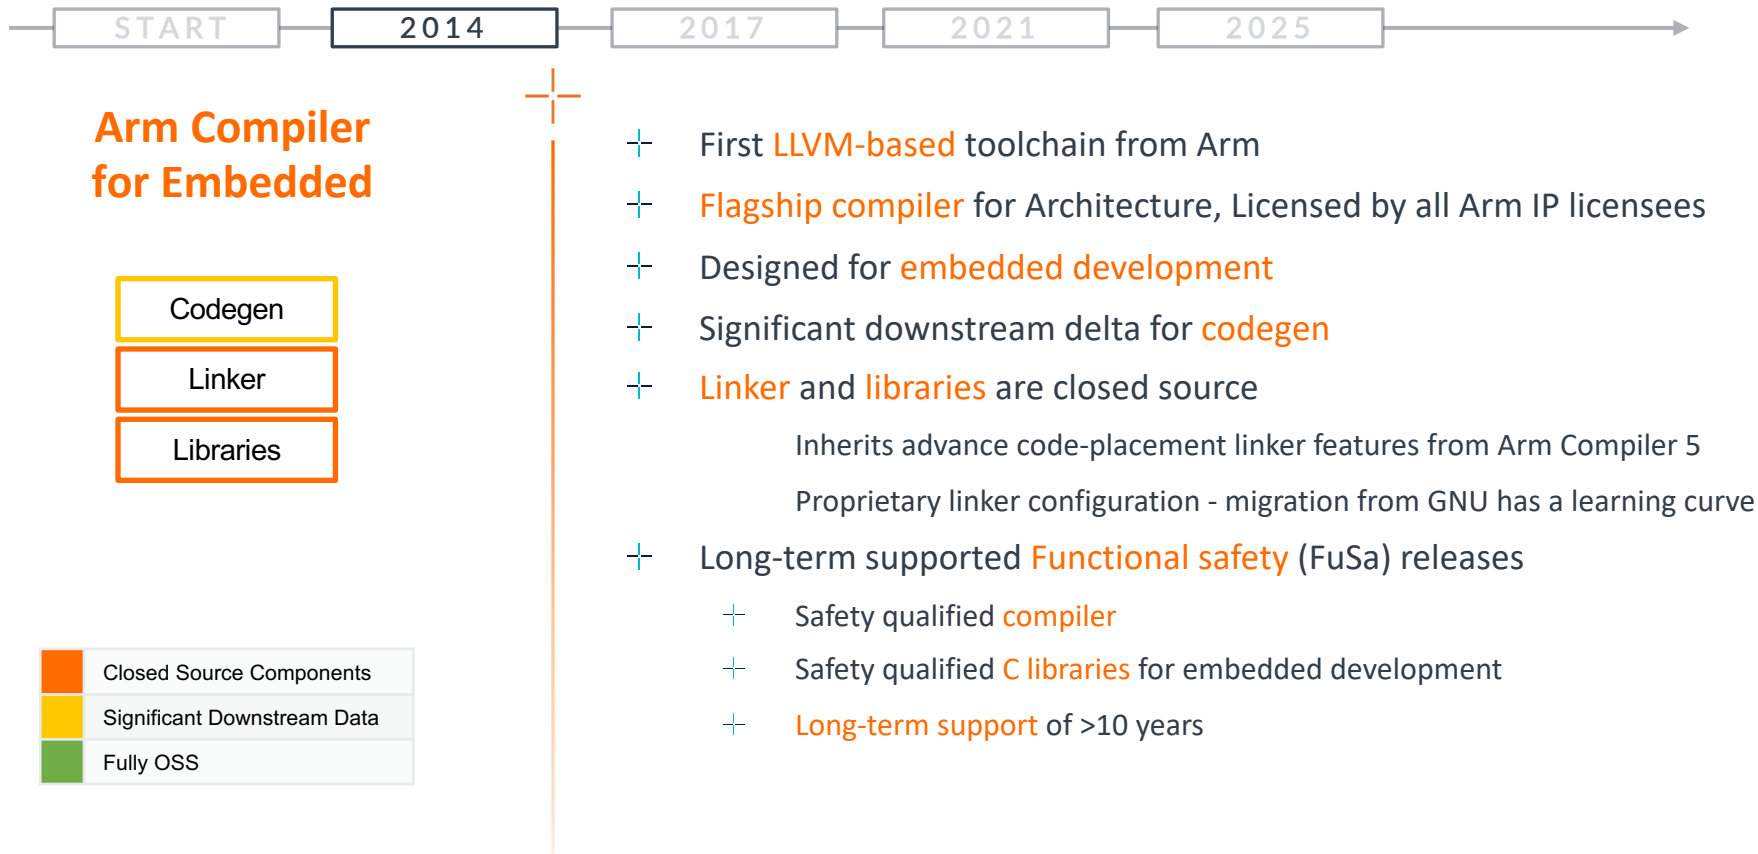 START
2014
2017
2021
2025
Arm Compiler
for Embedded
Codegen
Linker
Libraries
Closed Source Components
Significant Downstream Data
Fully OSS
First LLVM-based toolchain from Arm
Flagship compiler for Architecture, Licensed by all Arm IP licensees
Designed for embedded development
Significant downstream delta for codegen
Linker and libraries are closed source
Inherits advance code-placement linker features from Arm Compiler 5
Proprietary linker configuration - migration from GNU has a learning curve
Long-term supported Functional safety (FuSa) releases
Safety qualified compiler
Safety qualified C libraries for embedded development
Long-term support of >10 years